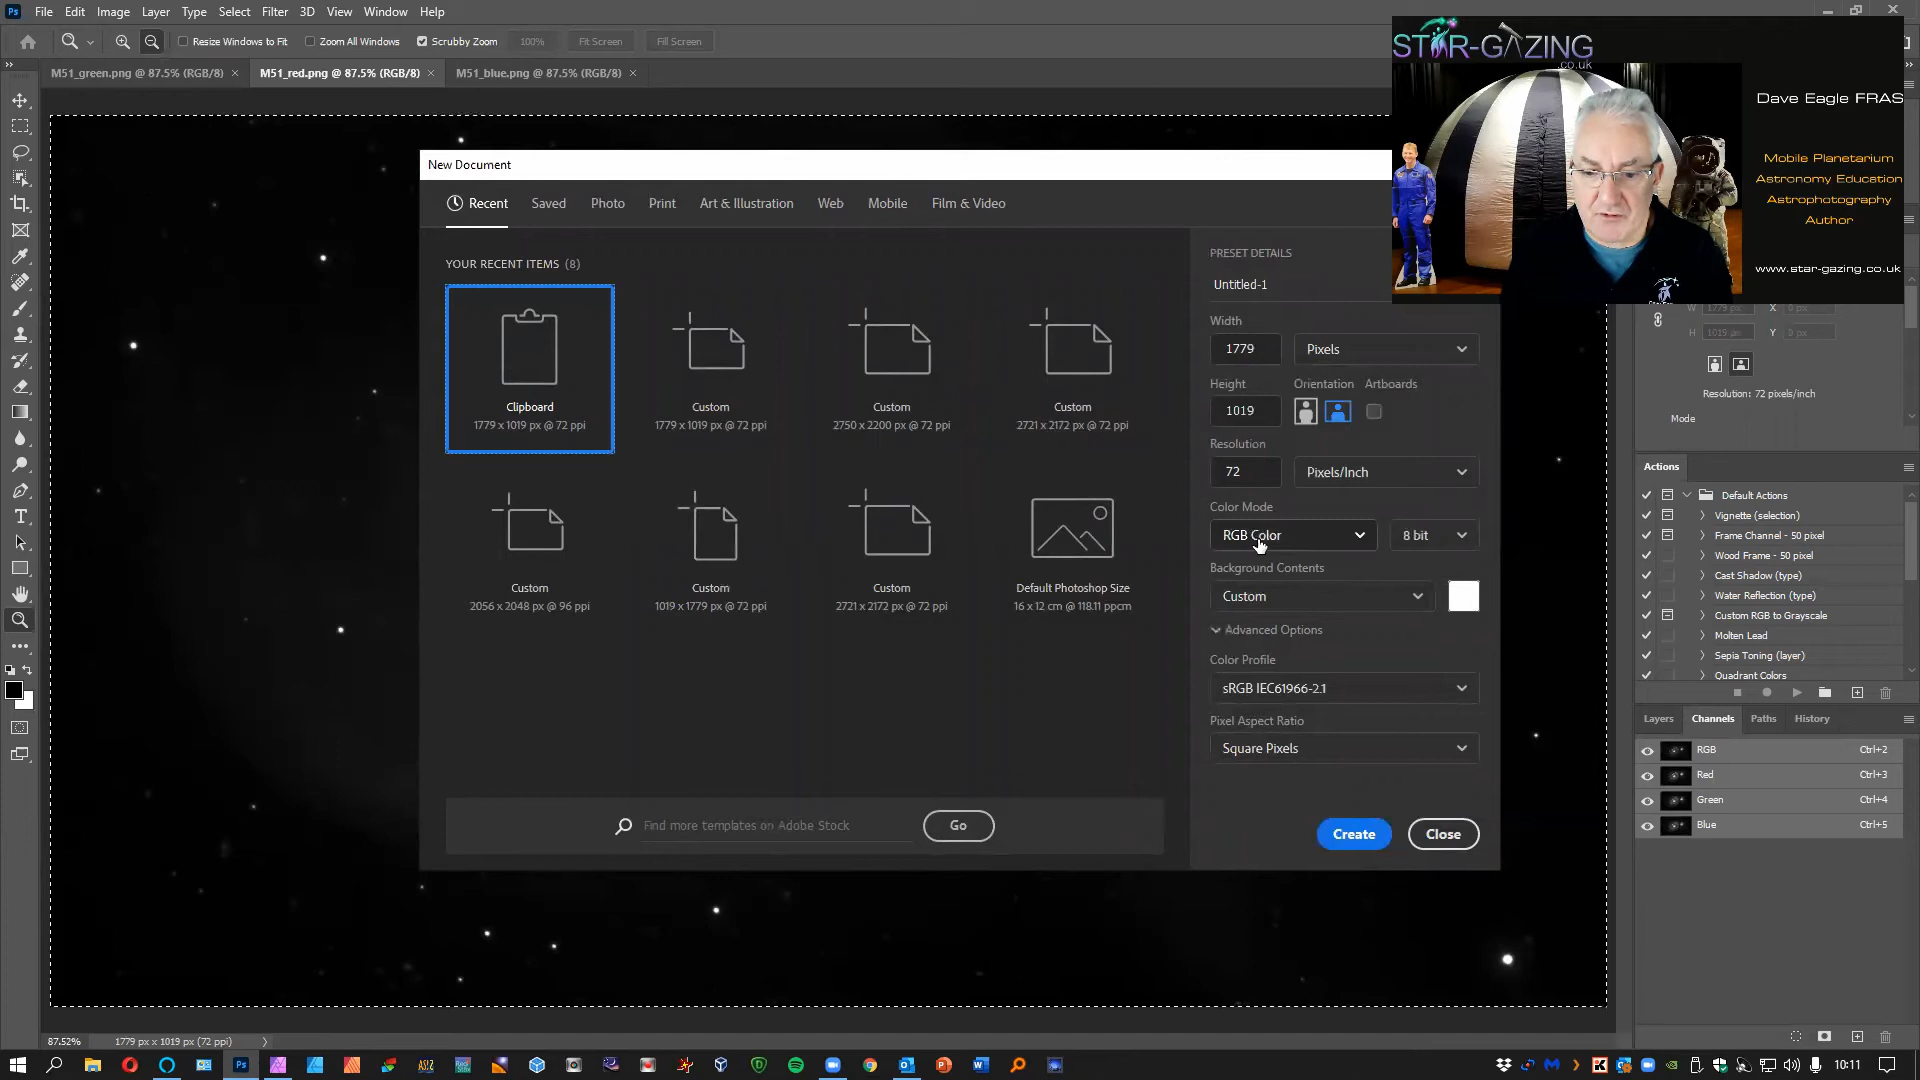 Ps File Edit Image Layer Type Select Filter 3D View Window Help
Resize Windows to Fit Zoom All Windows Scrubby Zoom 100% Fit Screen Fill Screen
M51_green.png @ 87.5% (RGB/8) × M51_red.png @ 87.5% (RGB/8) × M51_blue.png @ 87.5% (RGB/8) ×
STAR-GAZING
.co.uk
Dave Eagle FRAS
Mobile Planetarium
Astronomy Education
Astrophotography
Author
www.star-gazing.co.uk
New Document
Recent Saved Photo Print Art & Illustration Web Mobile Film & Video
YOUR RECENT ITEMS (8)
Clipboard
1779 x 1019 px @ 72 ppi
Custom
1779 x 1019 px @ 72 ppi
Custom
2750 x 2200 px @ 72 ppi
Custom
2721 x 2172 px @ 72 ppi
Custom
2056 x 2048 px @ 96 ppi
Custom
1019 x 1779 px @ 72 ppi
Custom
2721 x 2172 px @ 72 ppi
Default Photoshop Size
16 x 12 cm @ 118.11 ppcm
Find more templates on Adobe Stock
Go
PRESET DETAILS
Untitled-1
Width
1779 Pixels
Height Orientation Artboards
1019
Resolution
72 Pixels/Inch
Color Mode
RGB Color 8 bit
Background Contents
Custom
Advanced Options
Color Profile
sRGB IEC61966-2.1
Pixel Aspect Ratio
Square Pixels
Create Close
W 1779 px X 0 px
H 1019 px Y 0 px
Resolution: 72 pixels/inch
Mode
Actions
Default Actions
Vignette (selection)
Frame Channel - 50 pixel
Wood Frame - 50 pixel
Cast Shadow (type)
Water Reflection (type)
Custom RGB to Grayscale
Molten Lead
Sepia Toning (layer)
Quadrant Colors
Layers Channels Paths History
RGB Ctrl+2
Red Ctrl+3
Green Ctrl+4
Blue Ctrl+5
87.52% 1779 px x 1019 px (72 ppi)
10:11